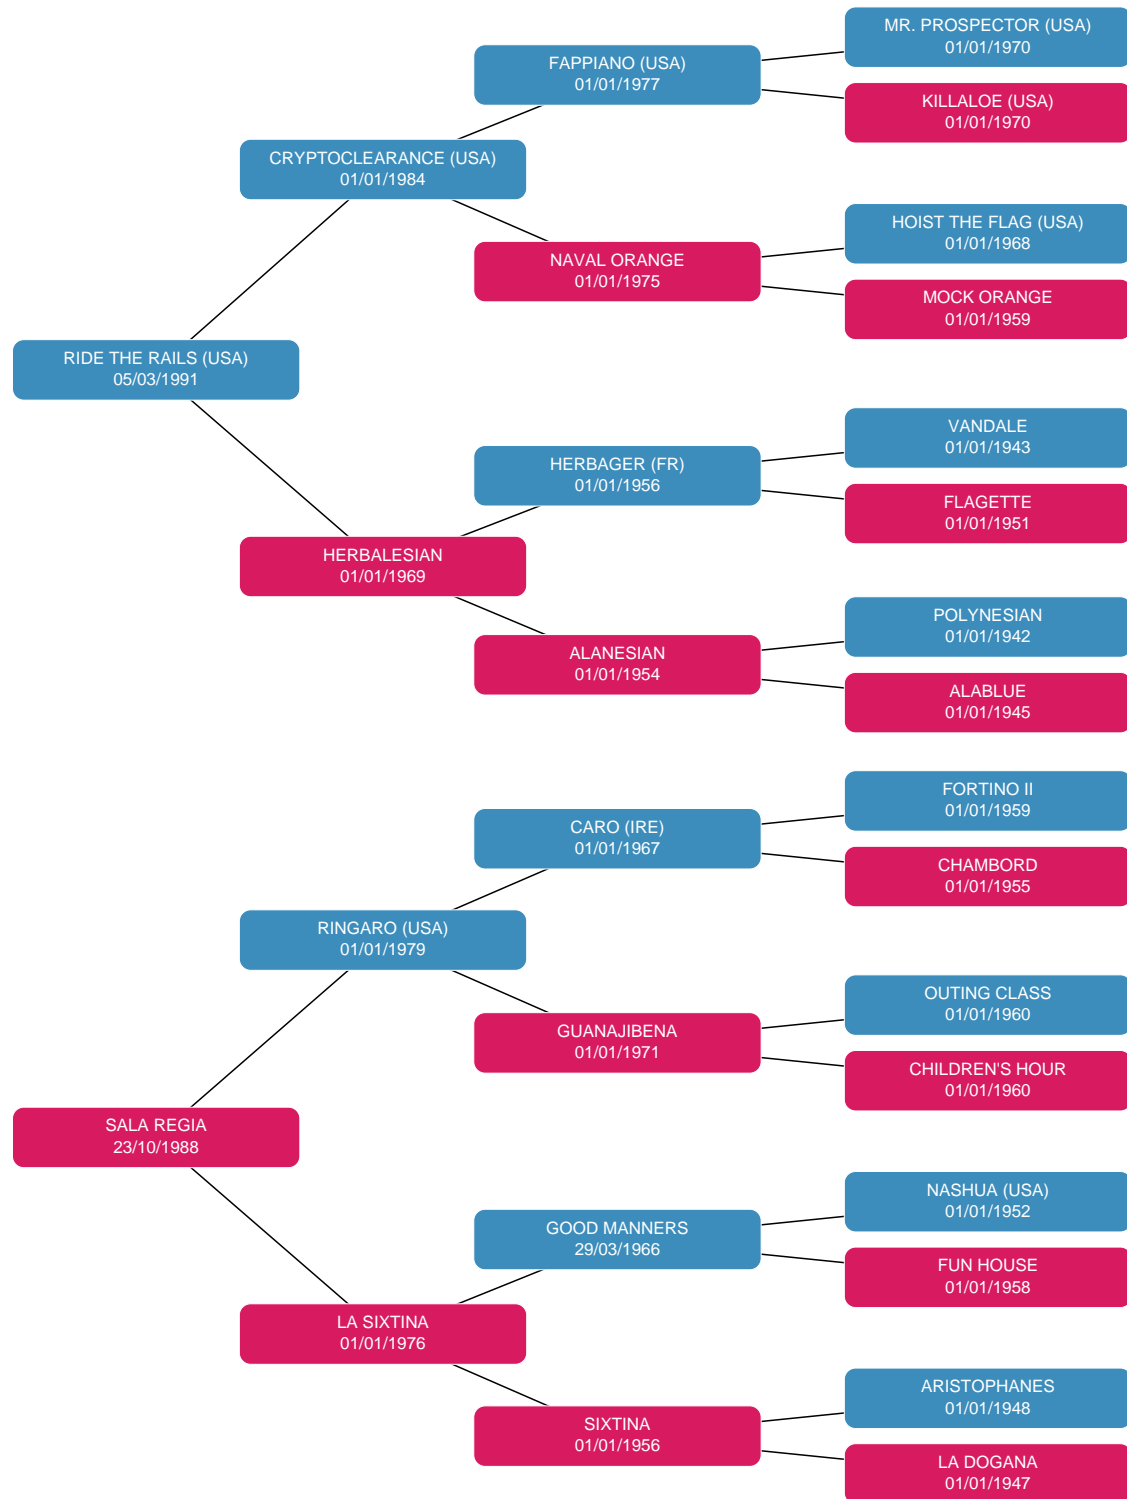 MR. PROSPECTOR (USA)
01/01/1970
FAPPIANO (USA)
01/01/1977
KILLALOE (USA)
01/01/1970
CRYPTOCLEARANCE (USA)
01/01/1984
HOIST THE FLAG (USA)
01/01/1968
NAVAL ORANGE
01/01/1975
MOCK ORANGE
01/01/1959
RIDE THE RAILS (USA)
05/03/1991
VANDALE
01/01/1943
HERBAGER (FR)
01/01/1956
FLAGETTE
01/01/1951
HERBALESIAN
01/01/1969
POLYNESIAN
01/01/1942
ALANESIAN
01/01/1954
ALABLUE
01/01/1945
FORTINO II
01/01/1959
CARO (IRE)
01/01/1967
CHAMBORD
01/01/1955
RINGARO (USA)
01/01/1979
OUTING CLASS
01/01/1960
GUANAJIBENA
01/01/1971
CHILDREN'S HOUR
01/01/1960
SALA REGIA
23/10/1988
NASHUA (USA)
01/01/1952
GOOD MANNERS
29/03/1966
FUN HOUSE
01/01/1958
LA SIXTINA
01/01/1976
ARISTOPHANES
01/01/1948
SIXTINA
01/01/1956
LA DOGANA
01/01/1947